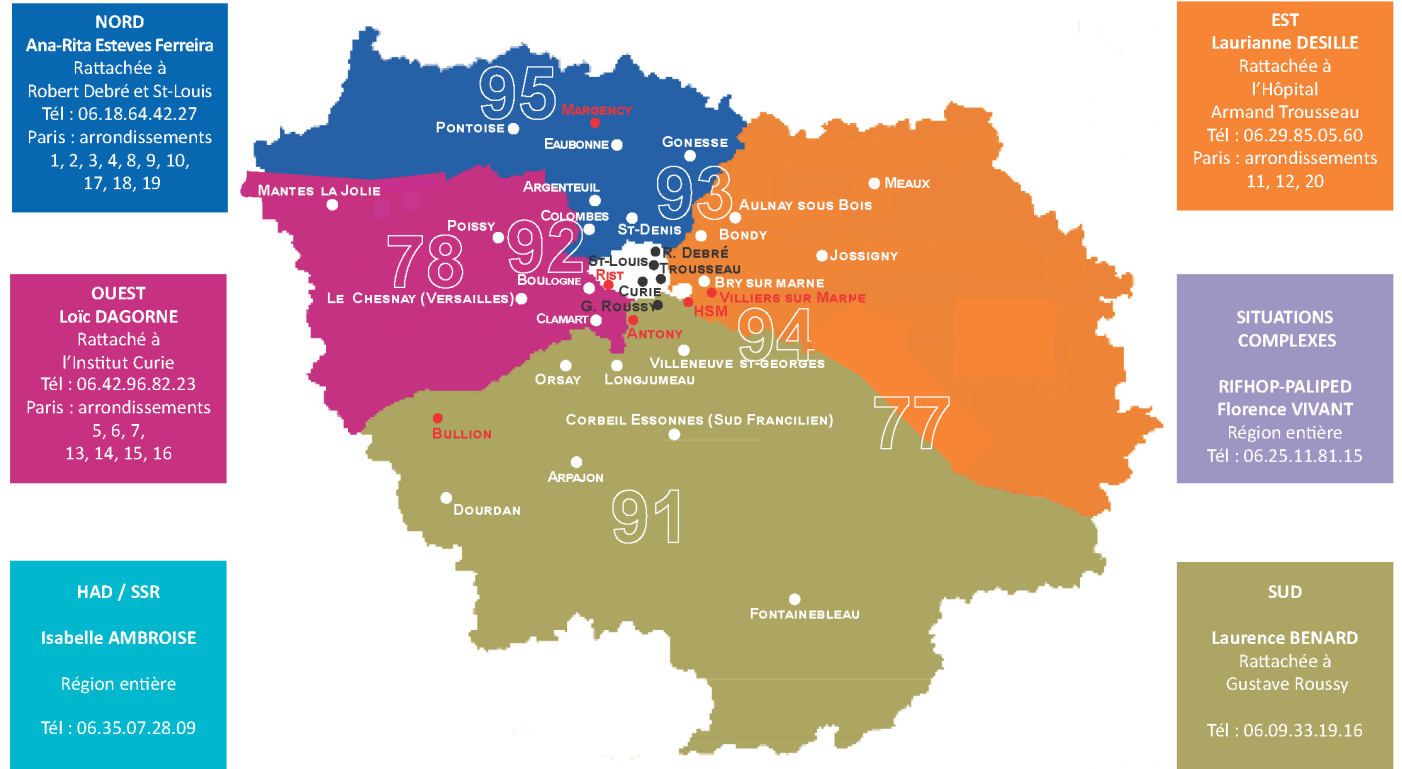 NORD
Ana-Rita Esteves Ferreira
Rattachée à
Robert Debré et St-Louis
Tél : 06.18.64.42.27
Paris : arrondissements
1, 2, 3, 4, 8, 9, 10,
17, 18, 19
OUEST
Loïc DAGORNE
Rattaché à
l'Institut Curie
Tél : 06.42.96.82.23
Paris : arrondissements
5, 6, 7,
13, 14, 15, 16
HAD / SSR
Isabelle AMBROISE
Région entière
Tél : 06.35.07.28.09
95
MARGENCY
PONTOISE
EAUBONNE
GONESSE
93
MANTES LA JOLIE
ARGENTEUIL
MEAUX
COLOMBES
AULNAY SOUS BOIS
POISSY
ST-DENIS
BONDY
78
92
R. DEBRÉ
JOSSIGNY
ST-LOUIS
TROUSSEAU
RIST
BOULOGNE
BRY SUR MARNE
CURIE
LE CHESNAY (VERSAILLES)
VILLIERS SUR MARNE
G. ROUSSY
HSM
CLAMART
ANTONY
94
VILLENEUVE ST-GEORGES
ORSAY
LONGJUMEAU
77
CORBEIL ESSONNES (SUD FRANCILIEN)
BULLION
ARPAJON
91
DOURDAN
FONTAINEBLEAU
EST
Laurianne DESILLE
Rattachée à
l'Hôpital
Armand Trousseau
Tél : 06.29.85.05.60
Paris : arrondissements
11, 12, 20
SITUATIONS
COMPLEXES
RIFHOP-PALIPED
Florence VIVANT
Région entière
Tél : 06.25.11.81.15
SUD
Laurence BENARD
Rattachée à
Gustave Roussy
Tél : 06.09.33.19.16